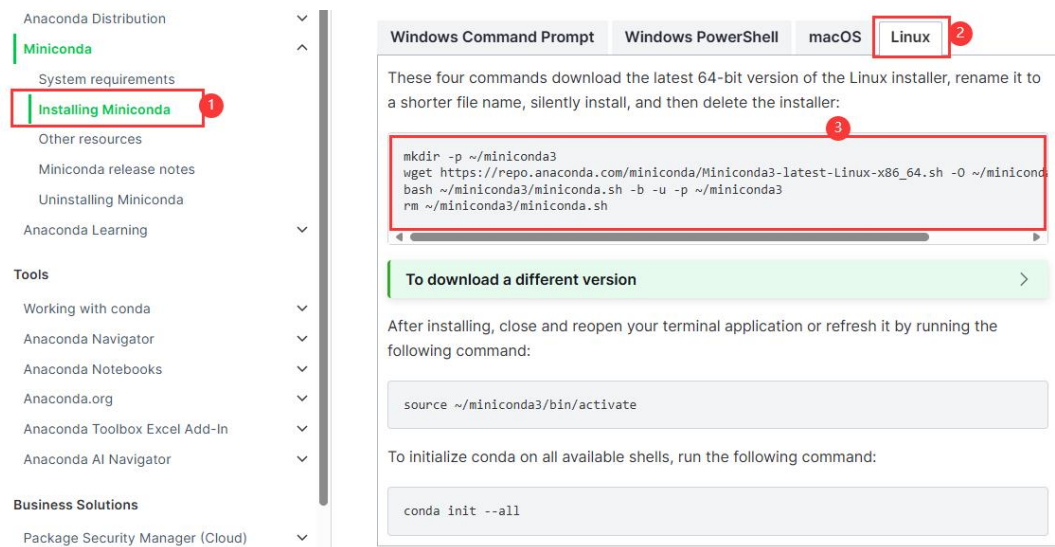 Anaconda Distribution
Miniconda
System requirements
Installing Miniconda
1
Other resources
Miniconda release notes
Uninstalling Miniconda
Anaconda Learning
Tools
Working with conda
Anaconda Navigator
Anaconda Notebooks
Anaconda.org
Anaconda Toolbox Excel Add-In
Anaconda AI Navigator
Business Solutions
Package Security Manager (Cloud)
Windows Command Prompt Windows PowerShell macOS Linux 2
These four commands download the latest 64-bit version of the Linux installer, rename it to
a shorter file name, silently install, and then delete the installer:
3
mkdir -p ~/miniconda3
wget https://repo.anaconda.com/miniconda/Miniconda3-latest-Linux-x86_64.sh -O ~/minicond
bash ~/miniconda3/miniconda.sh -b -u -p ~/miniconda3
rm ~/miniconda3/miniconda.sh
To download a different version
After installing, close and reopen your terminal application or refresh it by running the
following command:
source ~/miniconda3/bin/activate
To initialize conda on all available shells, run the following command:
conda init --all